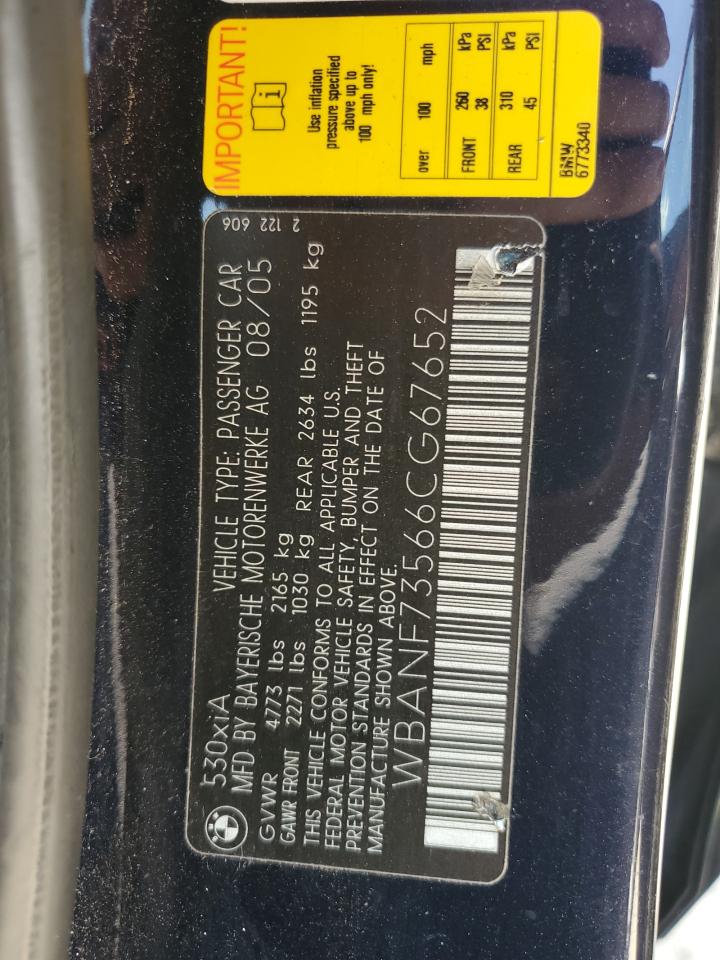 530xiA VEHICLE TYPE: PASSENGER CAR
MFD BY BAYERISCHE MOTORENWERKE AG 08/05
GVWR 4773 lbs 2165 kg
GAWR FRONT 2271 lbs 1030 kg REAR 2634 lbs 1195 kg
THIS VEHICLE CONFORMS TO ALL APPLICABLE U.S.
FEDERAL MOTOR VEHICLE SAFETY, BUMPER AND THEFT
PREVENTION STANDARDS IN EFFECT ON THE DATE OF
MANUFACTURE SHOWN ABOVE.
WBANF73566CG67652
2 122 606
IMPORTANT!
Use inflation
pressure specified
above up to
100 mph only!
over 100 mph
FRONT 260 kPa
38 PSI
REAR 310 kPa
45 PSI
BMW
6773340